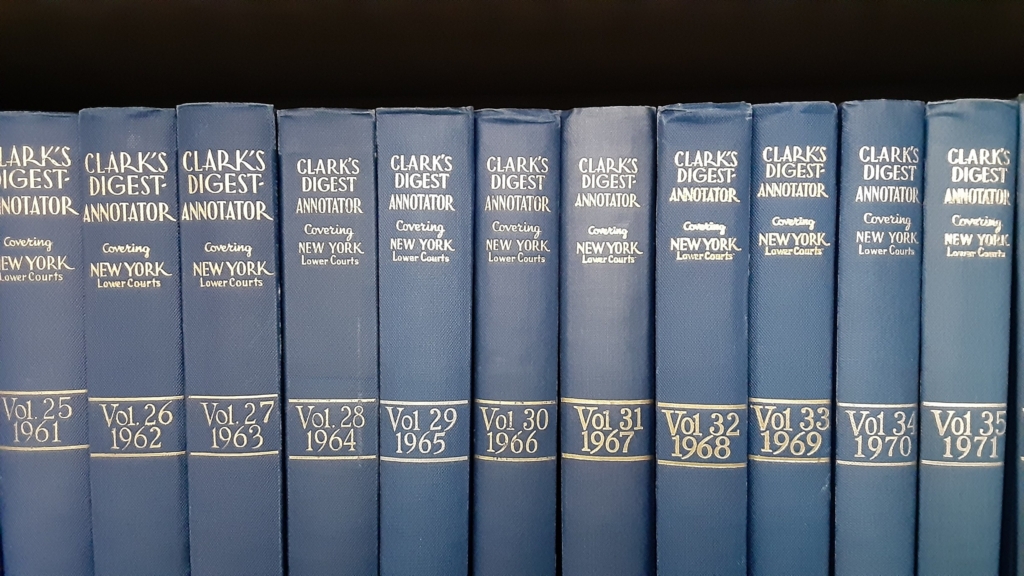 CLARK'S
DIGEST-
ANNOTATOR
Covering
NEW YORK
Lower Courts
Vol. 25
1961
CLARK'S
DIGEST-
ANNOTATOR
Covering
NEW YORK
Lower Courts
Vol. 26
1962
CLARK'S
DIGEST-
ANNOTATOR
Covering
NEW YORK
Lower Courts
Vol. 27
1963
CLARK'S
DIGEST
ANNOTATOR
Covering
NEW YORK
Lower Courts
Vol. 28
1964
CLARK'S
DIGEST
ANNOTATOR
Covering
NEW YORK
Lower Courts
Vol 29
1965
CLARK'S
DIGEST
ANNOTATOR
Covering
NEW YORK
Lower Courts
Vol 30
1966
CLARK'S
DIGEST
ANNOTATOR
Covering
NEW YORK
Lower Courts
Vol 31
1967
CLARK'S
DIGEST
ANNOTATOR
Covering
NEW YORK
Lower Courts
Vol 32
1968
CLARK'S
DIGEST
ANNOTATOR
Covering
NEW YORK
Lower Courts
Vol 33
1969
CLARK'S
DIGEST
ANNOTATOR
Covering
NEW YORK
Lower Courts
Vol 34
1970
CLARK'S
DIGEST
ANNOTATOR
Covering
NEW YORK
Lower Courts
Vol 35
1971